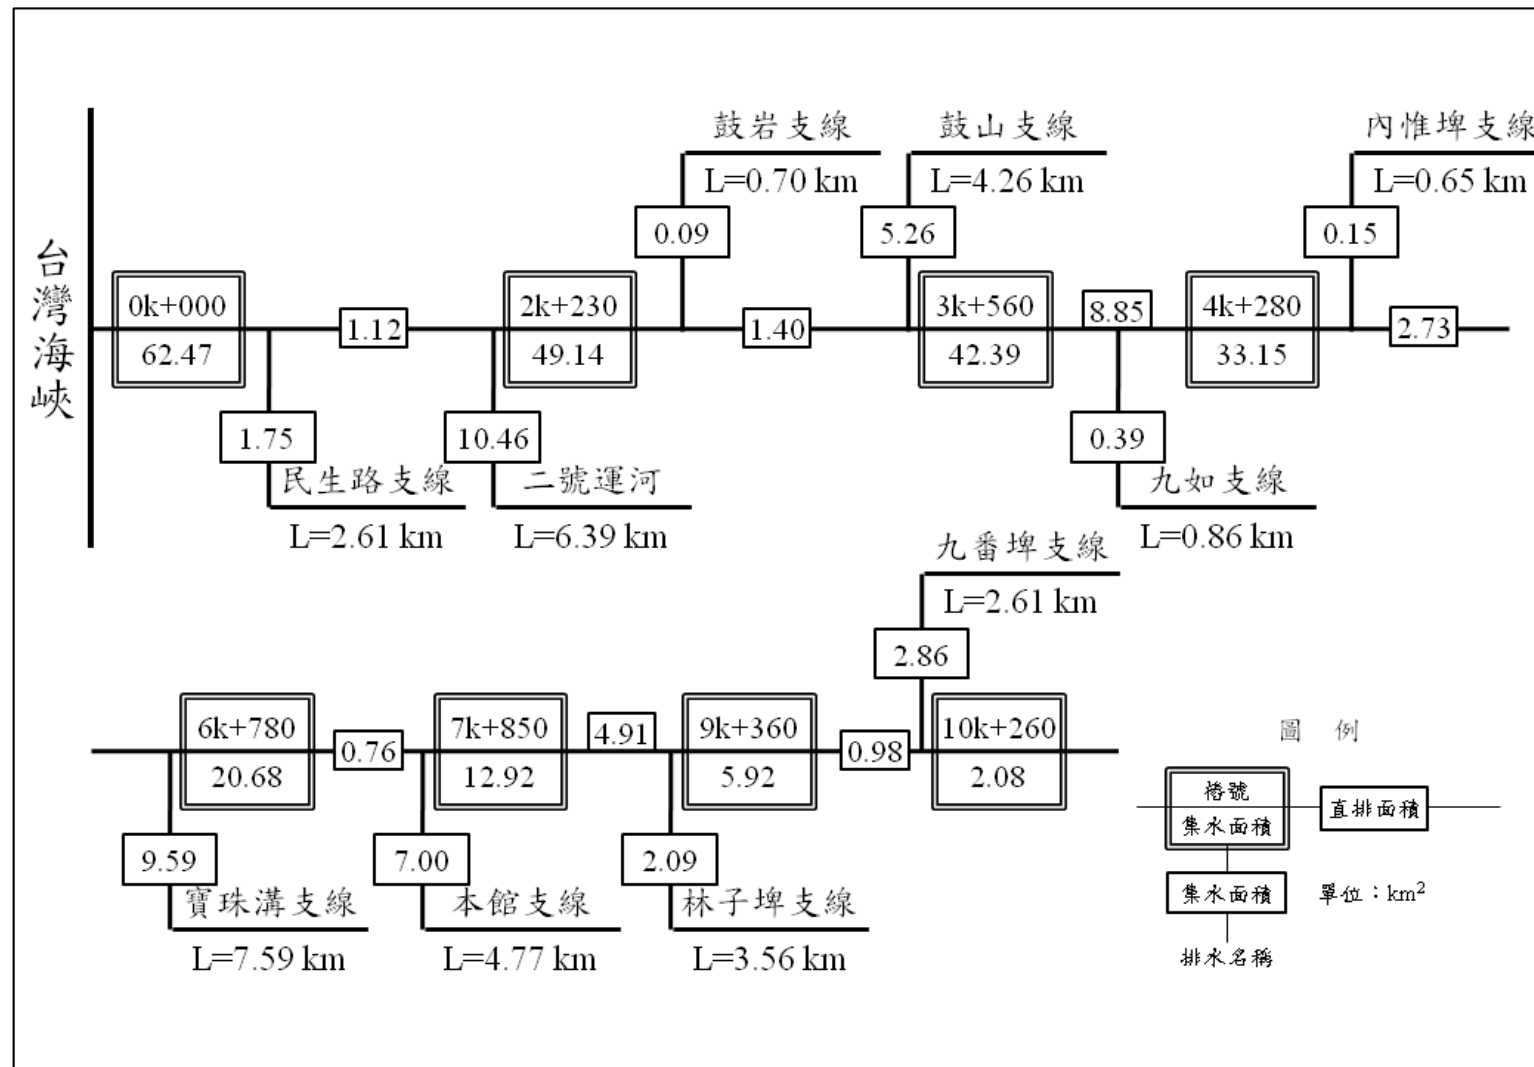 台灣海峽
鼓岩支線
L=0.70 km
0.09
鼓山支線
L=4.26 km
5.26
內惟埤支線
L=0.65 km
0.15
0k+000
62.47
1.12
2k+230
49.14
1.40
3k+560
42.39
8.85
4k+280
33.15
2.73
1.75
民生路支線
L=2.61 km
10.46
二號運河
L=6.39 km
0.39
九如支線
L=0.86 km
九番埤支線
L=2.61 km
2.86
6k+780
20.68
0.76
7k+850
12.92
4.91
9k+360
5.92
0.98
10k+260
2.08
9.59
寶珠溝支線
L=7.59 km
7.00
本館支線
L=4.77 km
2.09
林子埤支線
L=3.56 km
圖 例
樁號
集水面積
直排面積
集水面積
單位：km²
排水名稱